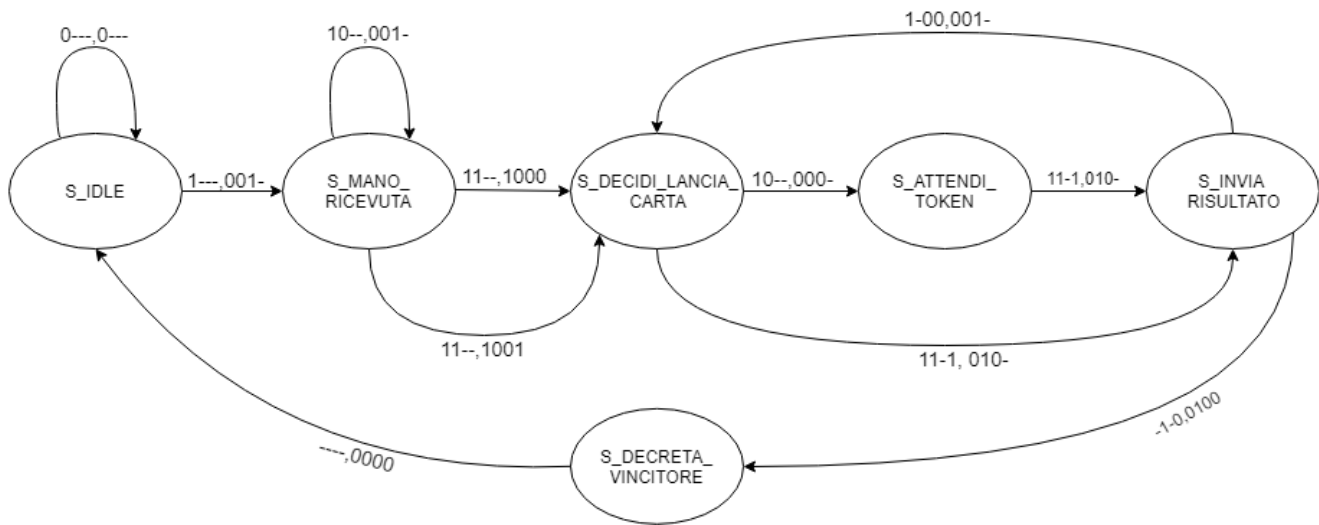 0---,0---
10--,001-
1-00,001-
S_IDLE
1---,001-
S_MANO_
RICEVUTA
11--,1000
S_DECIDI_LANCIA_
CARTA
10--,000-
S_ATTENDI_
TOKEN
11-1,010-
S_INVIA
RISULTATO
11--,1001
11-1, 010-
-1-0,0100
----,0000
S_DECRETA_
VINCITORE